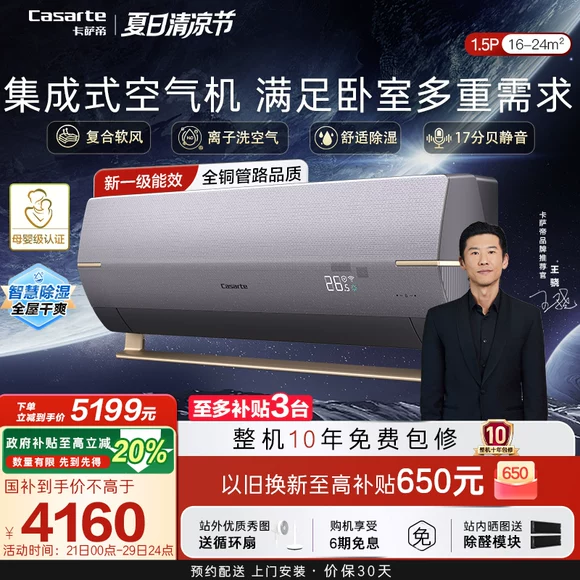 Casarte
卡萨帝
夏日清凉节
1.5P 16-24m²
集成式空气机 满足卧室多重需求
复合软风
离子洗空气
舒适除湿
17分贝静音
新一级能效 全铜管路品质
母婴级认证
智慧除湿
全屋干爽
Casarte
26.5
卡萨帝品牌推荐官
王骁
下单
立减到手价 5199元
至多补贴3台
政府补贴至高立减
20%
数量有限 先到先得
整机10年免费包修
10
整机十年包修
国补到手价不高于
¥4160
活动时间：21日00点-29日24点
以旧换新至高补贴650元
650
站外优质秀图
送循环扇
购机享受
6期免息
免
站内晒图送
除醛模块
预约配送 上门安装·价保30天